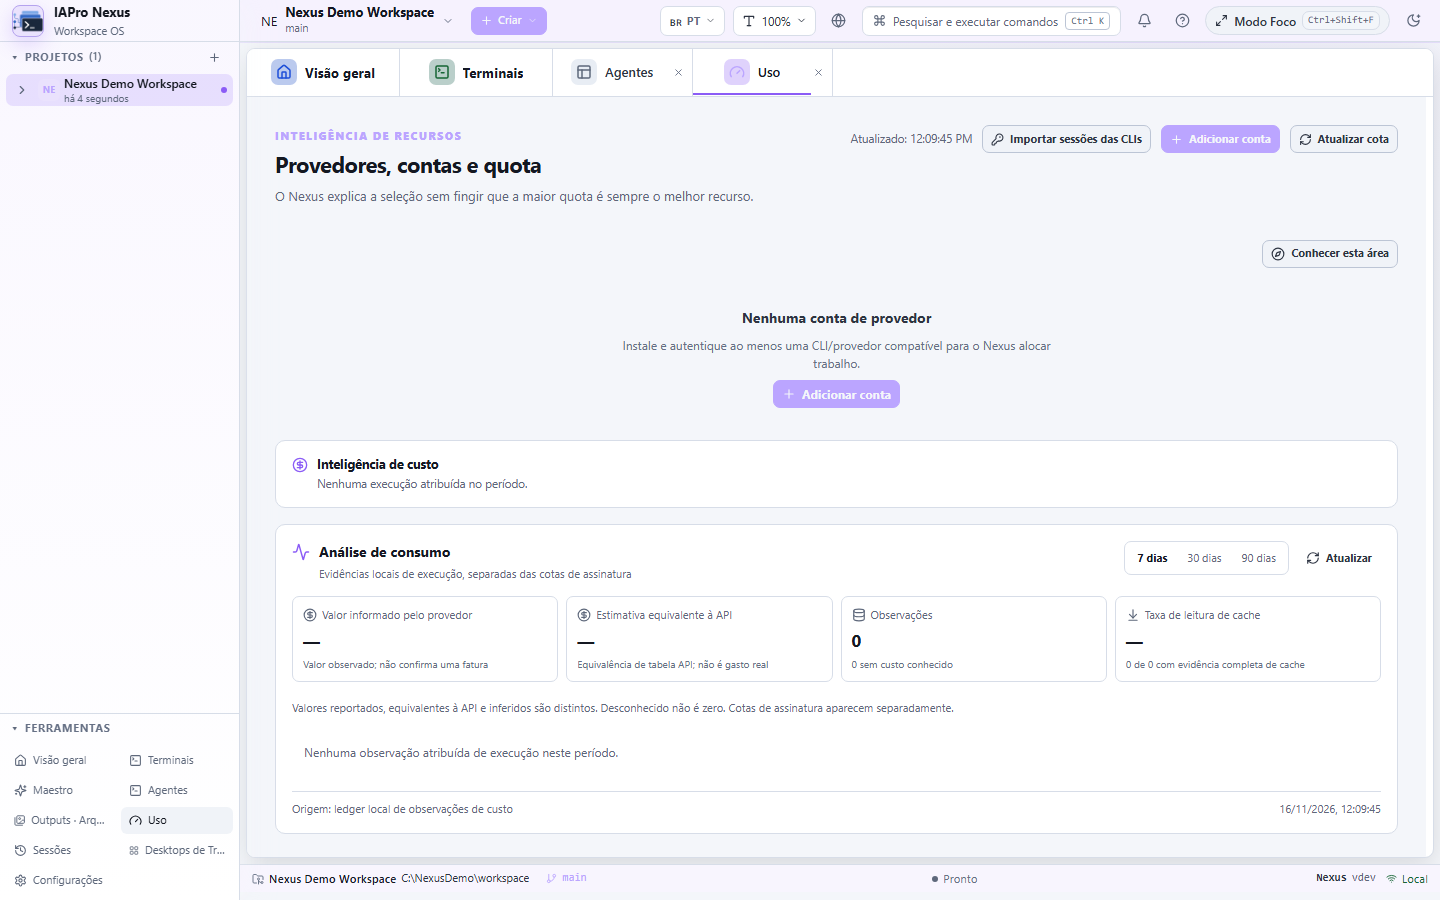 IAPro Nexus
Workspace OS
PROJETOS (1)
NE
Nexus Demo Workspace
há 4 segundos
FERRAMENTAS
Visão geral
Terminais
Maestro
Agentes
Outputs · Arq...
Uso
Sessões
Desktops de Tr...
Configurações
NE
Nexus Demo Workspace
main
Criar
BR PT
100%
Pesquisar e executar comandos
Ctrl K
Modo Foco
Ctrl+Shift+F
Visão geral
Terminais
Agentes
Uso
INTELIGÊNCIA DE RECURSOS
Provedores, contas e quota
O Nexus explica a seleção sem fingir que a maior quota é sempre o melhor recurso.
Atualizado: 12:09:45 PM
Importar sessões das CLIs
Adicionar conta
Atualizar cota
Conhecer esta área
Nenhuma conta de provedor
Instale e autentique ao menos uma CLI/provedor compatível para o Nexus alocar
trabalho.
Adicionar conta
Inteligência de custo
Nenhuma execução atribuída no período.
Análise de consumo
Evidências locais de execução, separadas das cotas de assinatura
7 dias
30 dias
90 dias
Atualizar
Valor informado pelo provedor
—
Valor observado; não confirma uma fatura
Estimativa equivalente à API
—
Equivalência de tabela API; não é gasto real
Observações
0
0 sem custo conhecido
Taxa de leitura de cache
—
0 de 0 com evidência completa de cache
Valores reportados, equivalentes à API e inferidos são distintos. Desconhecido não é zero. Cotas de assinatura aparecem separadamente.
Nenhuma observação atribuída de execução neste período.
Origem: ledger local de observações de custo
16/11/2026, 12:09:45
Nexus Demo Workspace C:\NexusDemo\workspace
main
Pronto
Nexus vdev
Local